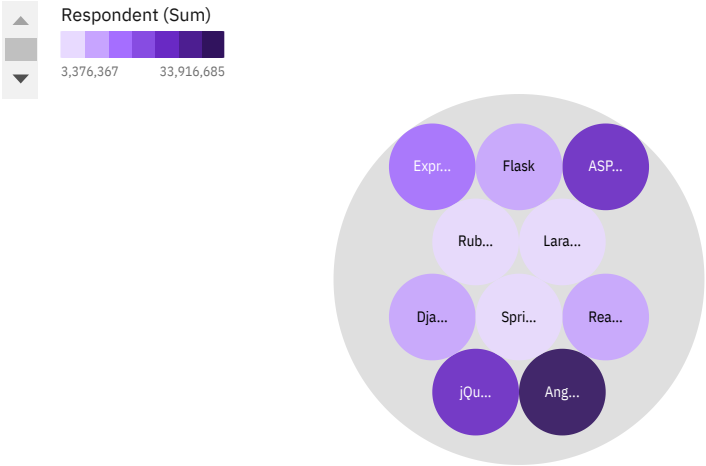 Respondent (Sum)
3,376,367 33,916,685
Expr... Flask ASP...
Rub... Lara...
Dja... Spri... Rea...
jQu... Ang...